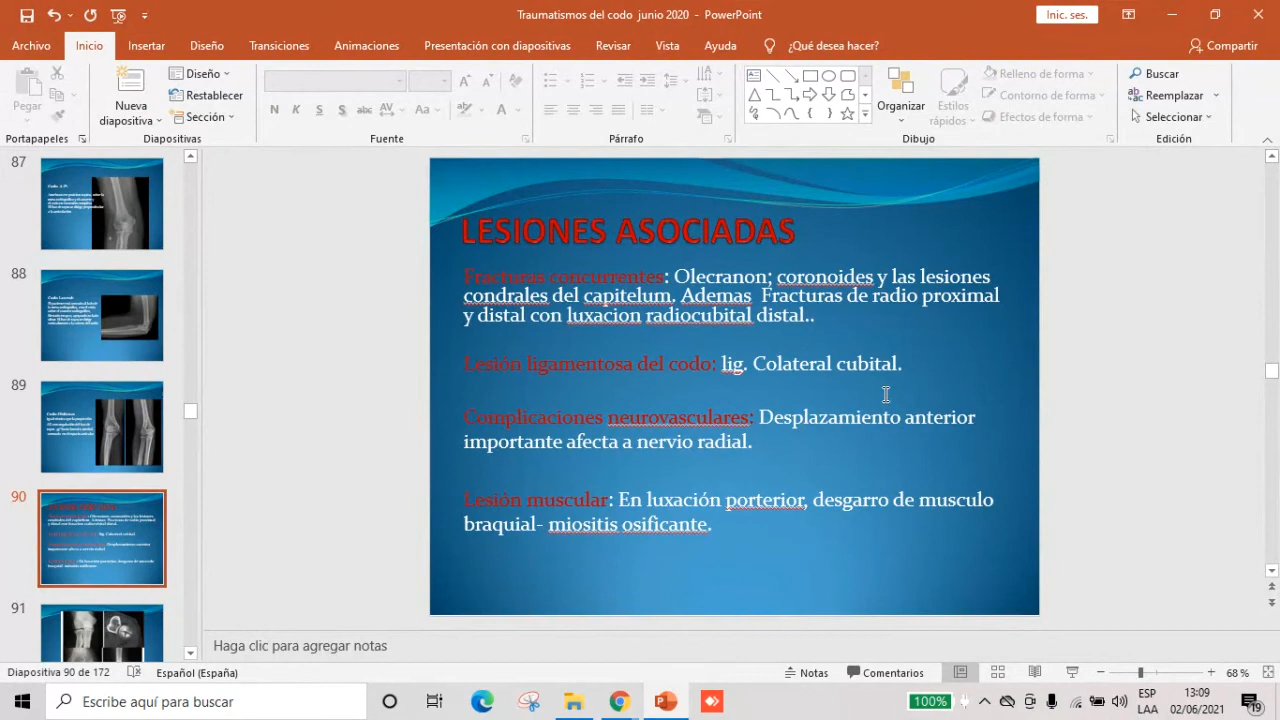 Traumatismos del codo junio 2020 - PowerPoint
Inic. ses.
Archivo Inicio Insertar Diseño Transiciones Animaciones Presentación con diapositivas Revisar Vista Ayuda ¿Qué desea hacer? Compartir
Pegar
Nueva diapositiva
Diseño
Restablecer
Sección
Organizar
Estilos rápidos
Relleno de forma
Contorno de forma
Efectos de forma
Buscar
Reemplazar
Seleccionar
Portapapeles Diapositivas Fuente Párrafo Dibujo Edición
87
88
89
90
91
LESIONES ASOCIADAS
Fracturas concurrentes: Olecranon; coronoides y las lesiones
condrales del capitelum. Ademas Fracturas de radio proximal
y distal con luxacion radiocubital distal..
Lesión ligamentosa del codo: lig. Colateral cubital.
Complicaciones neurovasculares: Desplazamiento anterior
importante afecta a nervio radial.
Lesión muscular: En luxación porterior, desgarro de musculo
braquial- miositis osificante.
Haga clic para agregar notas
Diapositiva 90 de 172 Español (España) Notas Comentarios 68 %
Escribe aquí para buscar
100%
ESP
LAA
13:09
02/06/2021
19